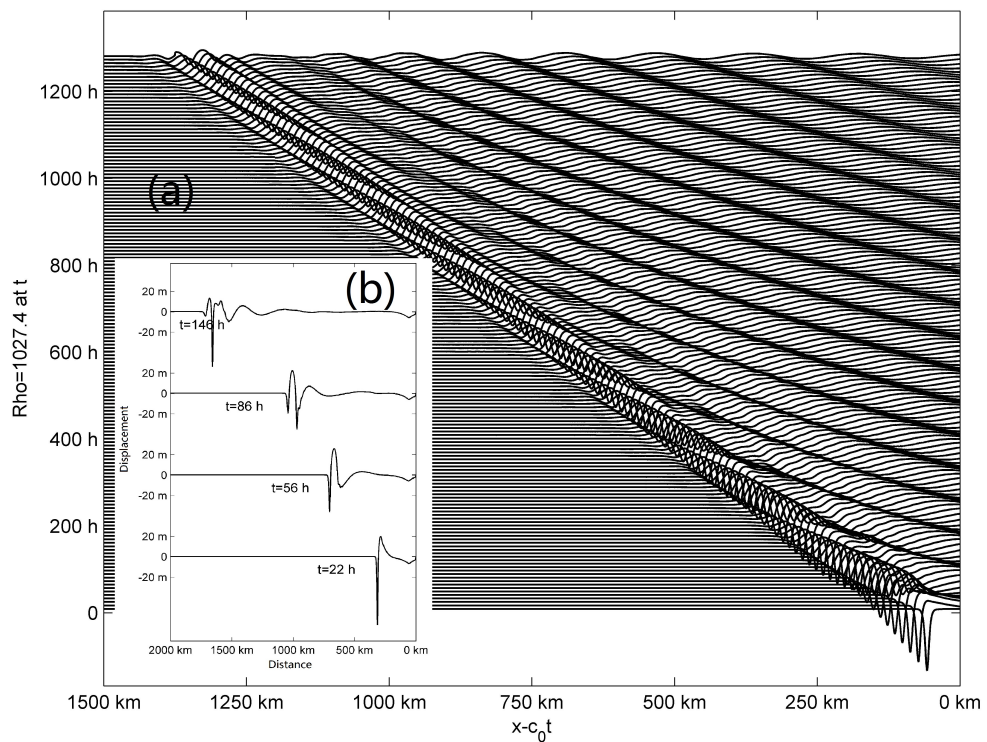 1200 h
1000 h
800 h
600 h
400 h
200 h
0
Rho=1027.4 at t
(a)
(b)
20 m
0
-20 m
t=146 h
20 m
0
-20 m
t=86 h
20 m
0
-20 m
t=56 h
20 m
0
-20 m
t=22 h
Displacement
2000 km 1500 km 1000 km 500 km 0 km
Distance
1500 km 1250 km 1000 km 750 km 500 km 250 km 0 km
x-c₀t